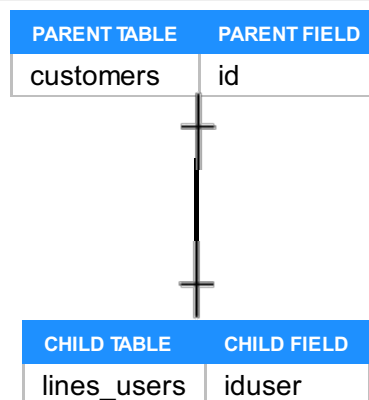 PARENT TABLE PARENT FIELD
customers id
CHILD TABLE CHILD FIELD
lines_users iduser